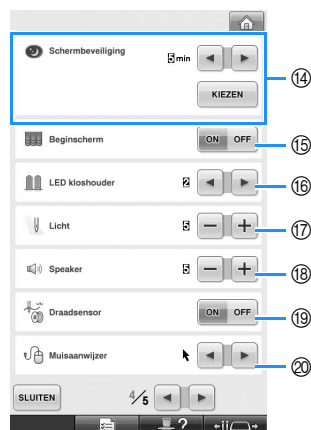 Schermbeveiliging
5 min
KIEZEN
⑭
Beginscherm ON OFF ⑮
LED kloshouder 2 ⑯
Licht 5 − + ⑰
Speaker 5 − + ⑱
Draadsensor ON OFF ⑲
Muisaanwijzer ⑳
SLUITEN 4/5
?